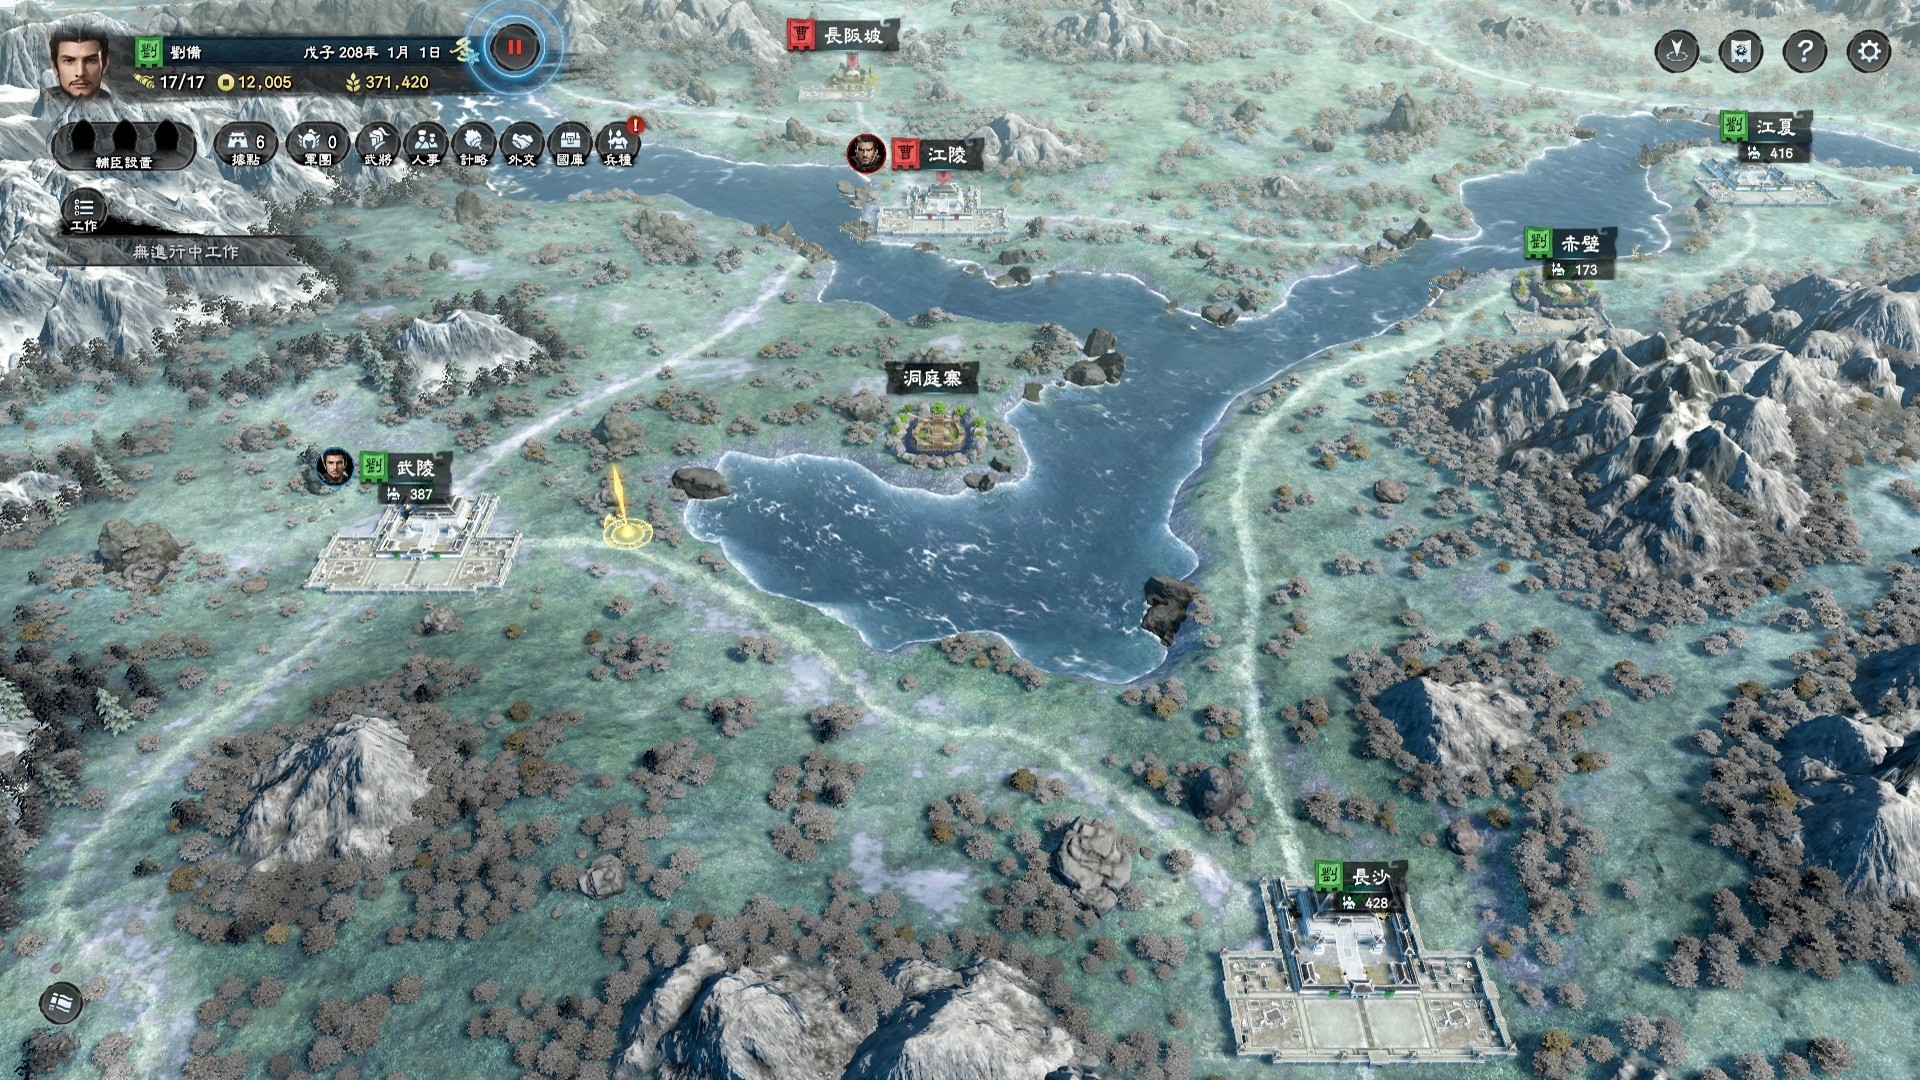 劉 劉備 戊子 208年 1月 1日 冬
17/17 12,005 371,420
輔臣設置
據點 6
軍團 0
武將
人事
計略
外交
國庫
兵種
!
工作
無進行中工作
曹 長阪坡
曹 江陵
劉 江夏
416
劉 赤壁
173
洞庭寨
劉 武陵
387
劉 長沙
428
?